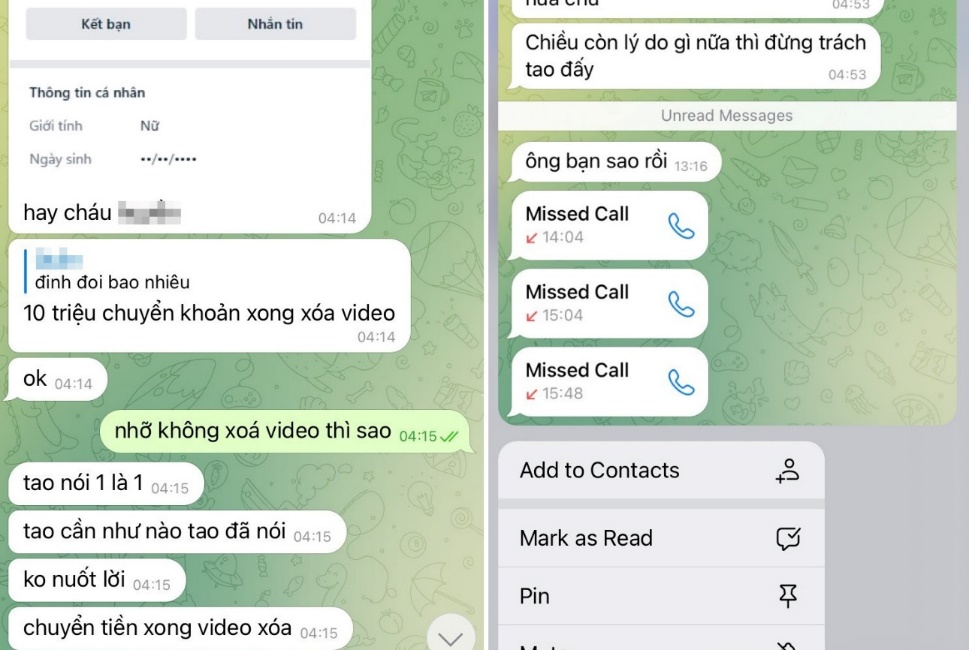 Kết bạn
Nhắn tin
Thông tin cá nhân
Giới tính Nữ
Ngày sinh ••/••/••••
hay cháu
04:14
đinh đoi bao nhiêu
10 triệu chuyển khoản xong xóa video
04:14
ok 04:14
nhỡ không xoá video thì sao 04:15
tao nói 1 là 1 04:15
tao cần như nào tao đã nói 04:15
ko nuốt lời 04:15
chuyển tiền xong video xóa 04:15
04:53
Chiều còn lý do gì nữa thì đừng trách
tao đấy
04:53
Unread Messages
ông bạn sao rồi 13:16
Missed Call
14:04
Missed Call
15:04
Missed Call
15:48
Add to Contacts
Mark as Read
Pin